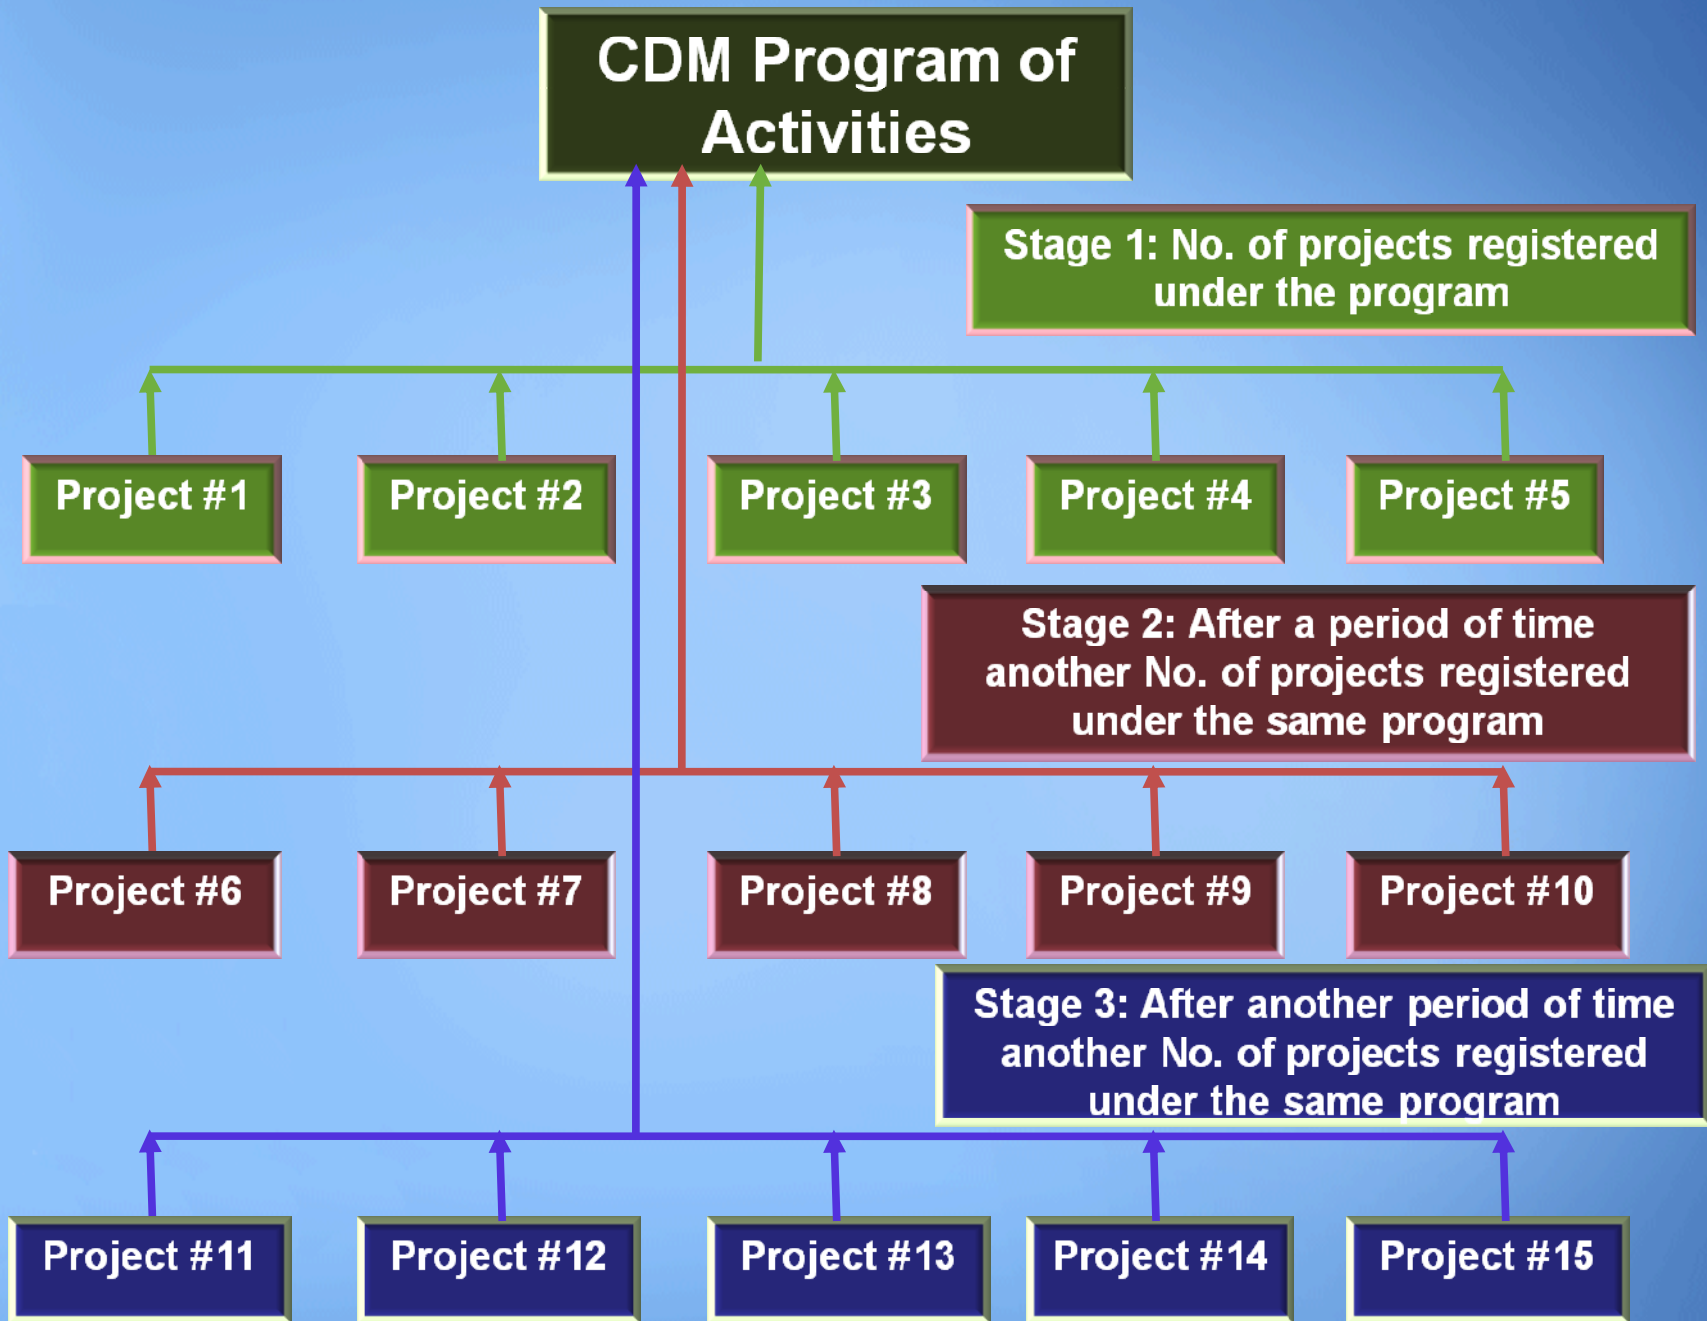 CDM Program of
Activities
Stage 1: No. of projects registered
under the program
Project #1
Project #2
Project #3
Project #4
Project #5
Stage 2: After a period of time
another No. of projects registered
under the same program
Project #6
Project #7
Project #8
Project #9
Project #10
Stage 3: After another period of time
another No. of projects registered
under the same program
Project #11
Project #12
Project #13
Project #14
Project #15